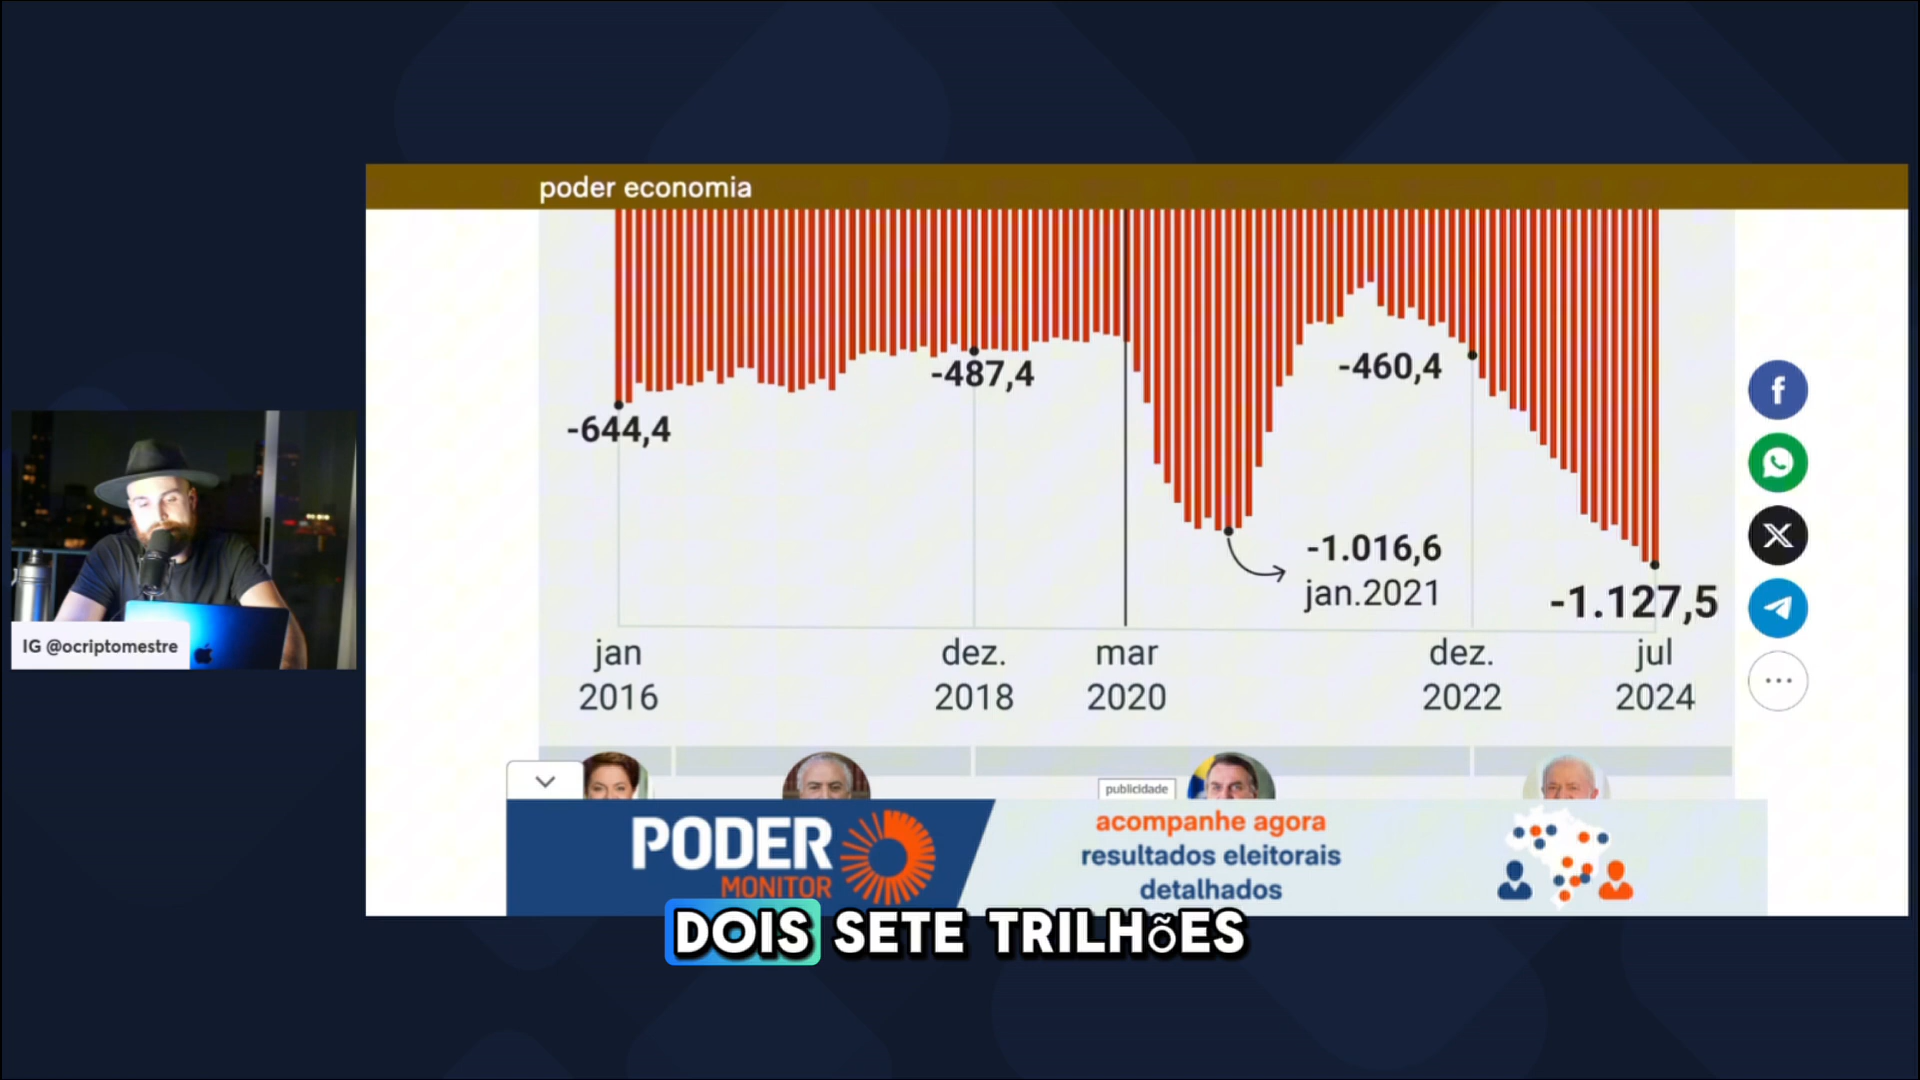 poder economia
-644,4
-487,4
-460,4
-1.016,6
jan.2021
-1.127,5
jan
2016
dez.
2018
mar
2020
dez.
2022
jul
2024
IG @ocriptomestre
publicidade
PODER
MONITOR
acompanhe agora
resultados eleitorais
detalhados
DOIS SETE TRILHõES